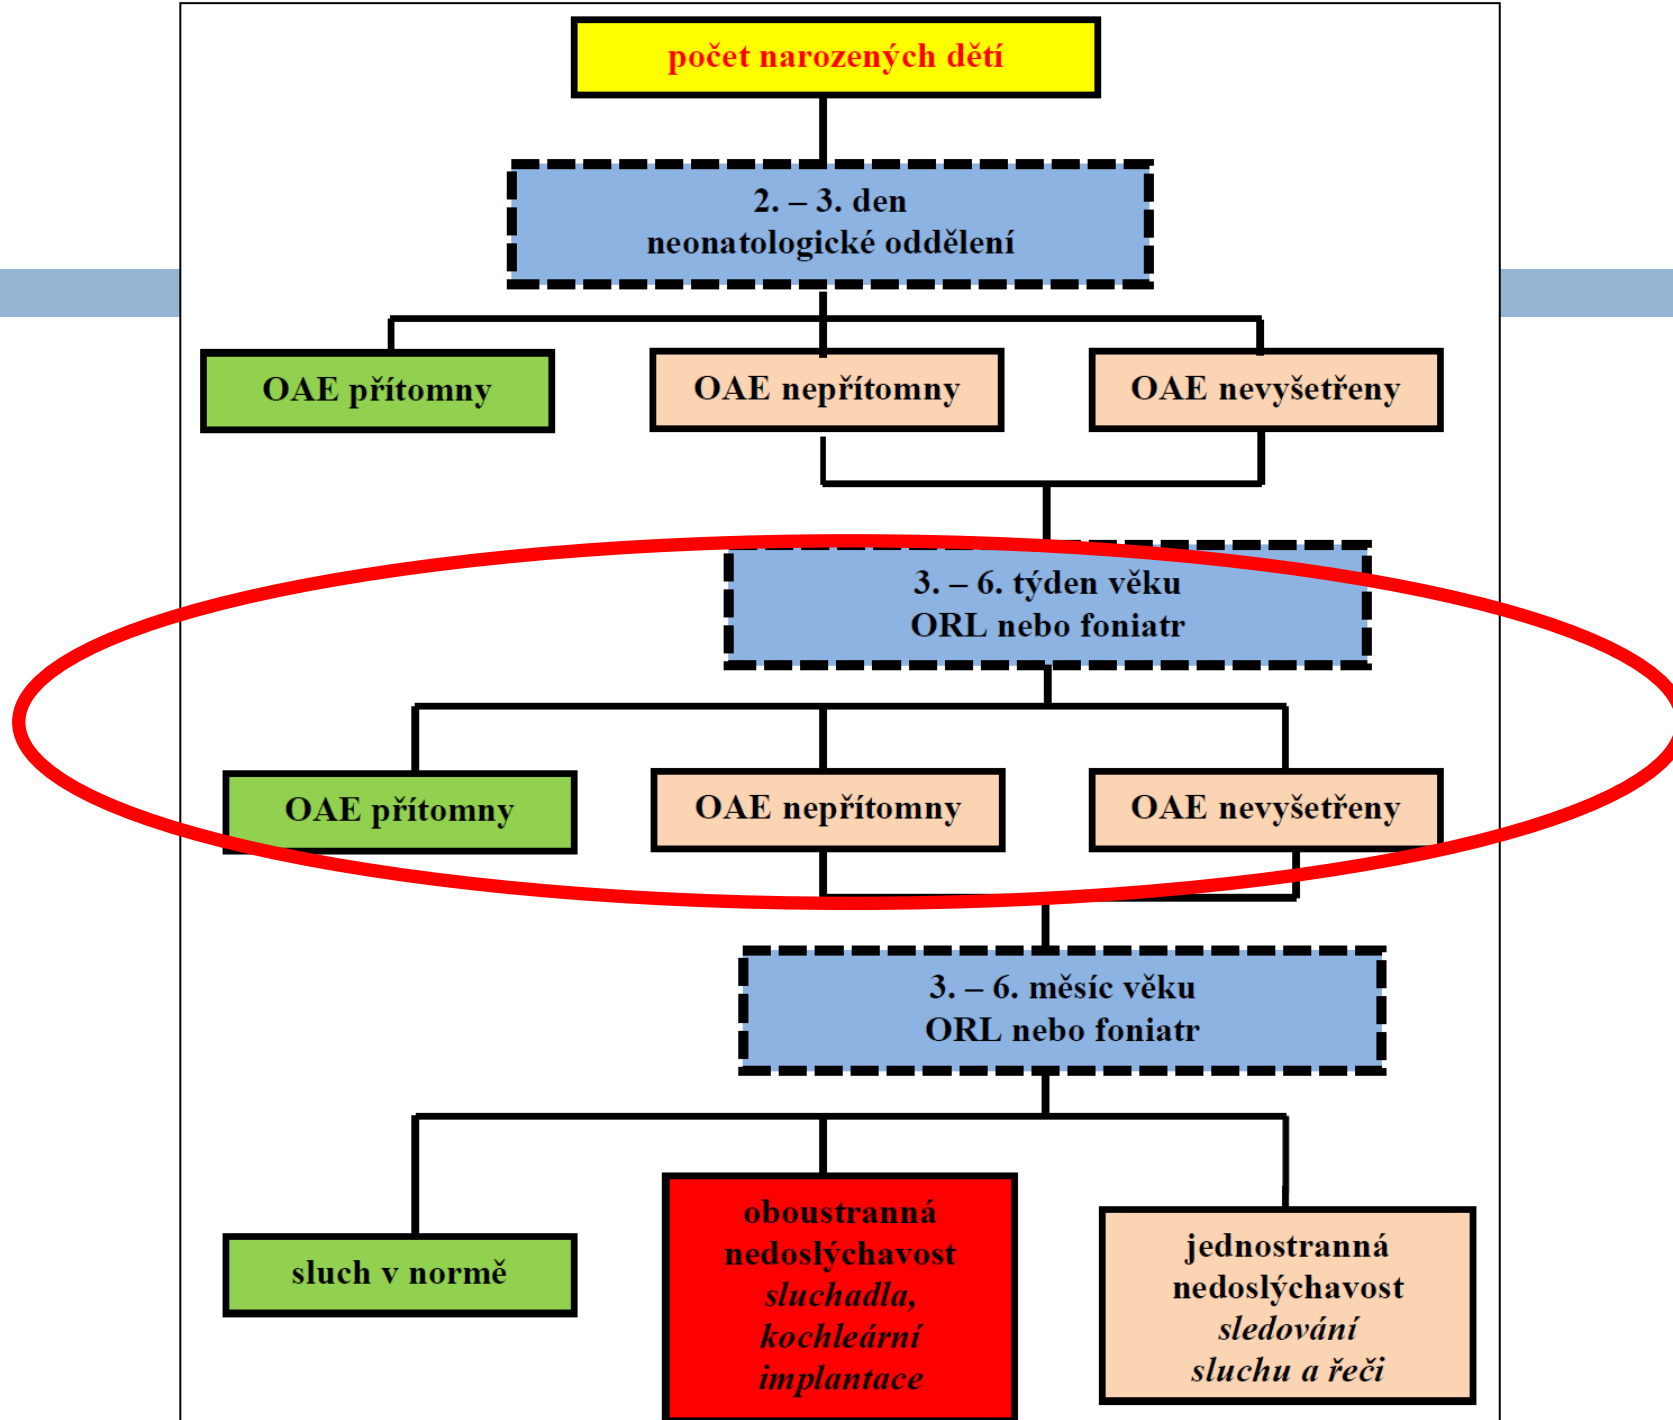 počet narozených dětí
2. – 3. den
neonatologické oddělení
OAE přítomny
OAE nepřítomny
OAE nevyšetřeny
3. – 6. týden věku
ORL nebo foniatr
OAE přítomny
OAE nepřítomny
OAE nevyšetřeny
3. – 6. měsíc věku
ORL nebo foniatr
sluch v normě
oboustranná
nedoslýchavost
sluchadla,
kochleární
implantace
jednostranná
nedoslýchavost
sledování
sluchu a řeči